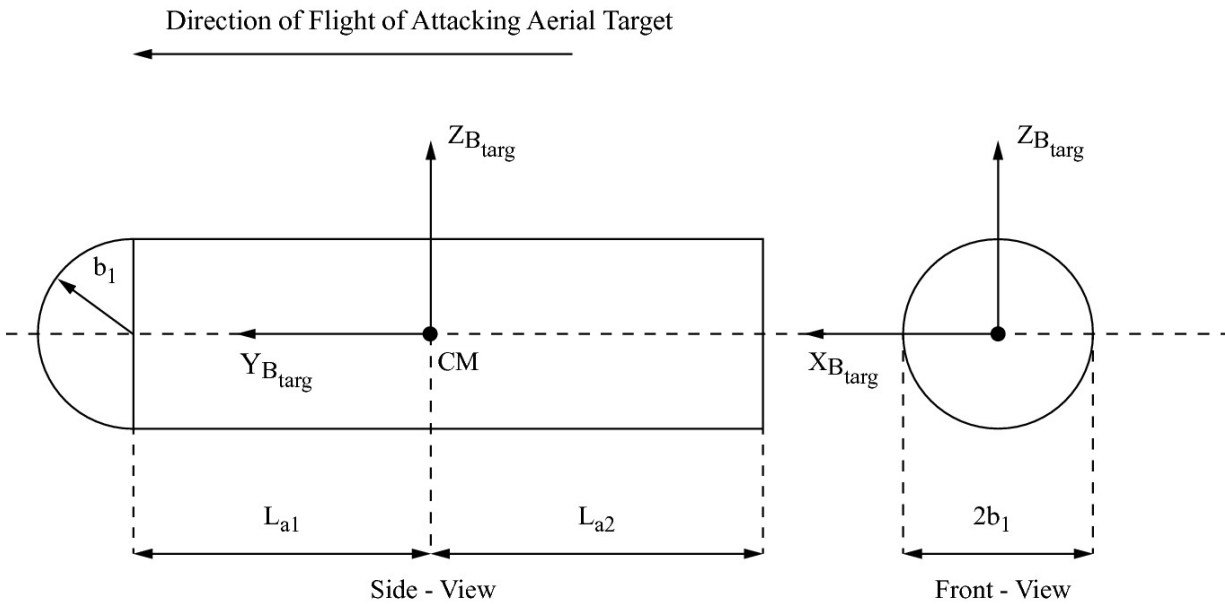 Direction of Flight of Attacking Aerial Target
Z_B_targ
Z_B_targ
b_1
Y_B_targ
CM
X_B_targ
L_a1
L_a2
2b_1
Side - View
Front - View